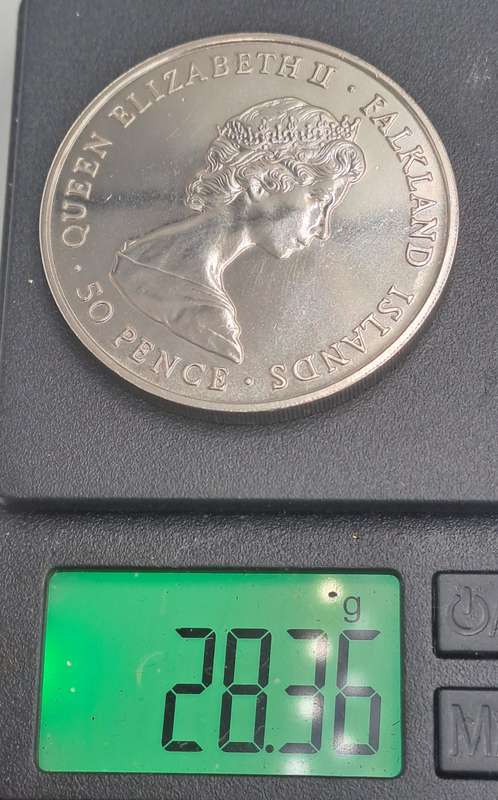 QUEEN ELIZABETH II · FALKLAND ISLANDS · 50 PENCE ·
g
28.36
M